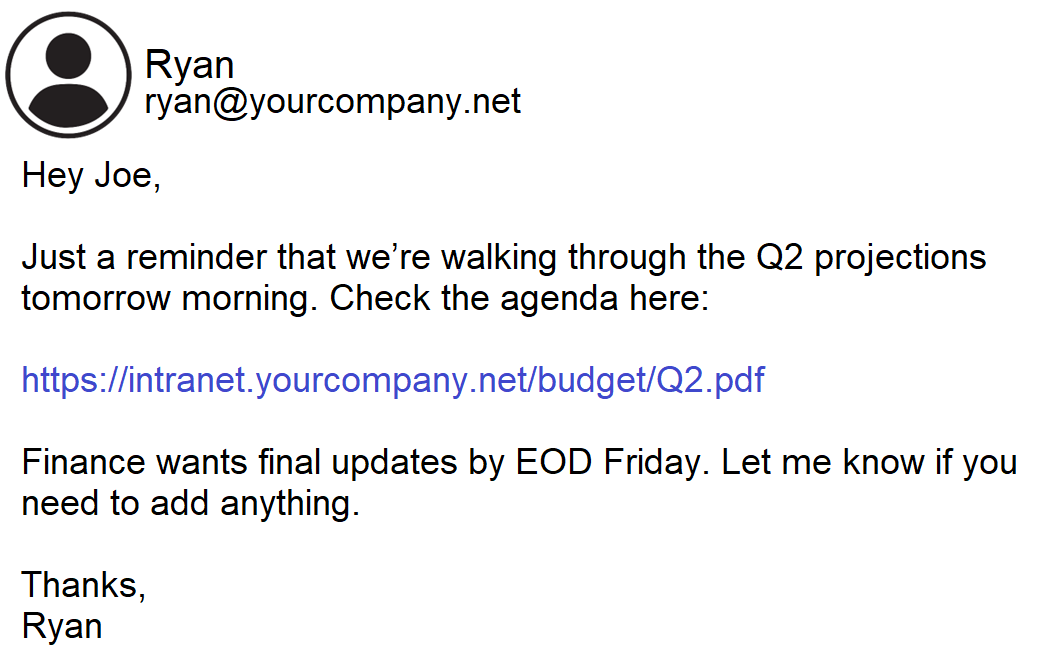 Ryan
ryan@yourcompany.net
Hey Joe,
Just a reminder that we’re walking through the Q2 projections
tomorrow morning. Check the agenda here:
https://intranet.yourcompany.net/budget/Q2.pdf
Finance wants final updates by EOD Friday. Let me know if you
need to add anything.
Thanks,
Ryan